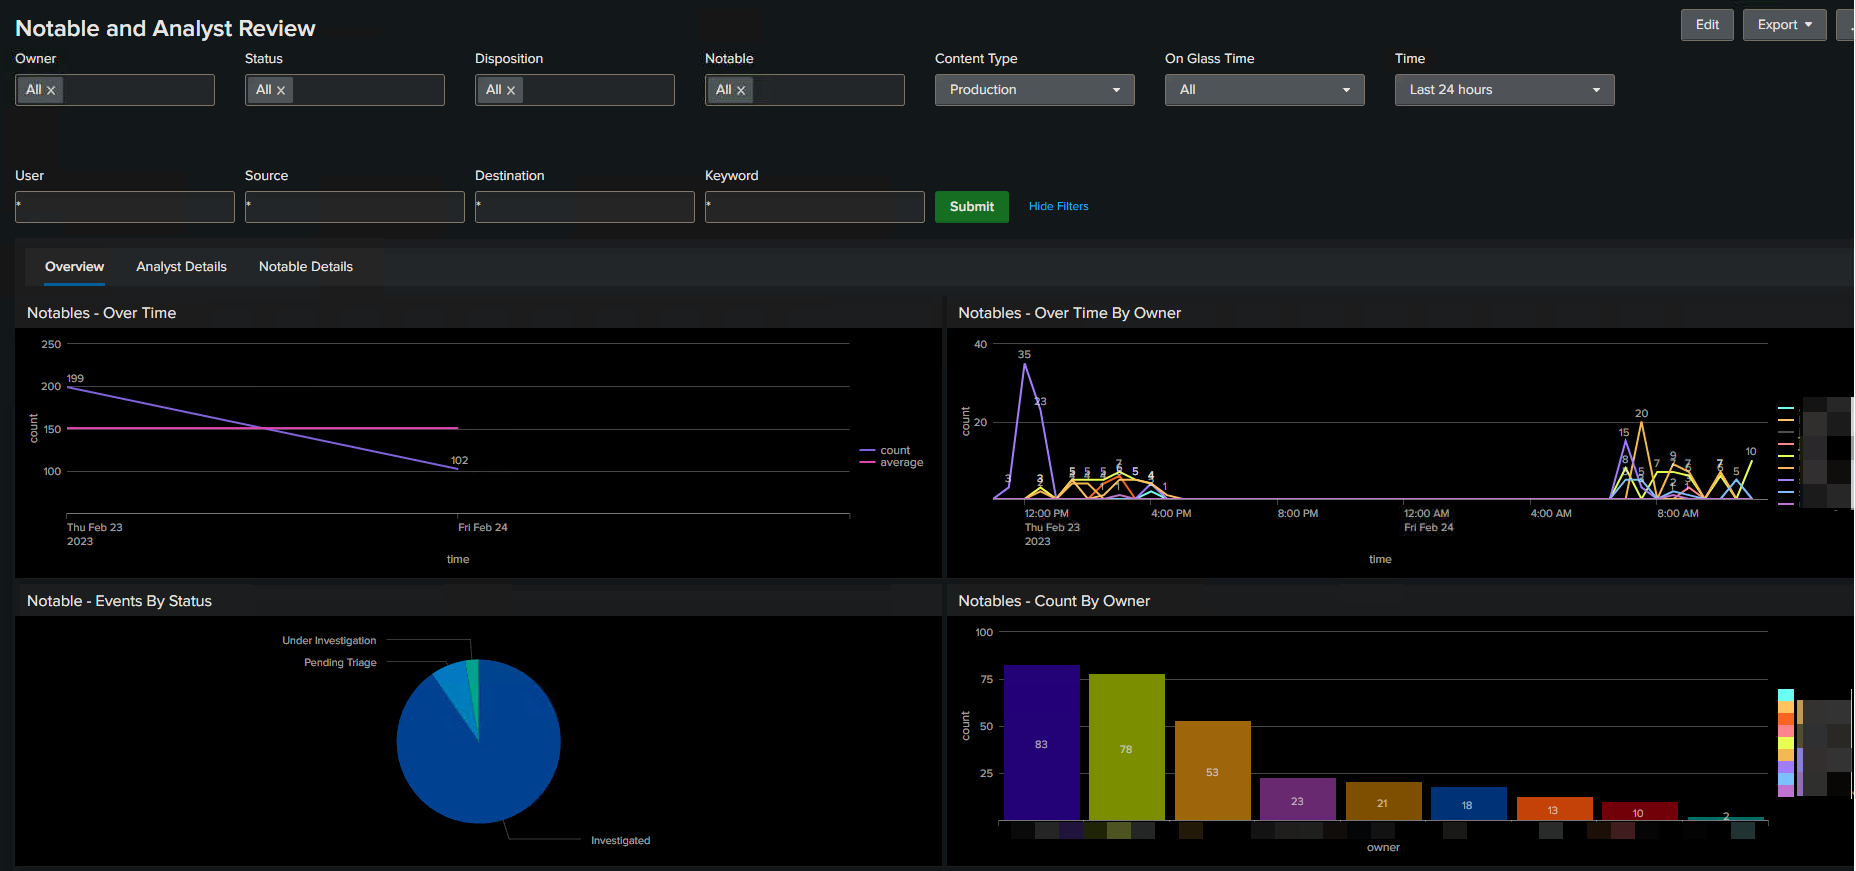 Notable and Analyst Review
Edit
Export
Owner
Status
Disposition
Notable
Content Type
On Glass Time
Time
All ×
All ×
All ×
All ×
Production
All
Last 24 hours
User
Source
Destination
Keyword
*
*
*
*
Submit
Hide Filters
Overview
Analyst Details
Notable Details
Notables - Over Time
250
200
150
100
count
199
102
count
average
Thu Feb 23
2023
Fri Feb 24
time
Notables - Over Time By Owner
40
20
count
3
35
23
3
5
5
4
5
4
5
1
7
6
1
5
4
1
15
8
20
5
7
9
2
7
7
5
10
12:00 PM
Thu Feb 23
2023
4:00 PM
8:00 PM
12:00 AM
Fri Feb 24
4:00 AM
8:00 AM
time
Notable - Events By Status
Under Investigation
Pending Triage
Investigated
Notables - Count By Owner
100
75
50
25
count
83
78
53
23
21
18
13
10
2
owner